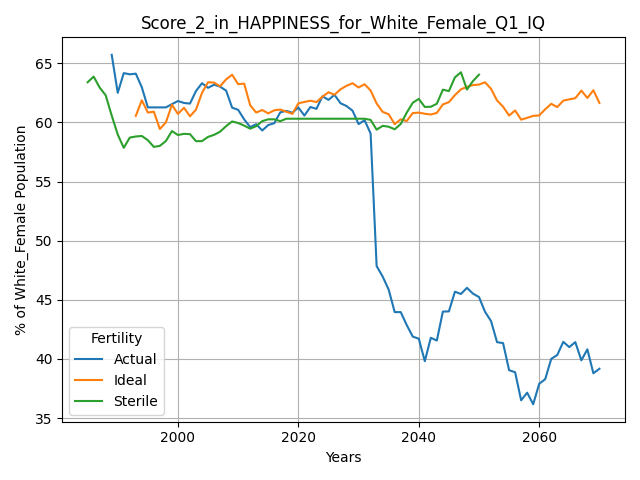 Score_2_in_HAPPINESS_for_White_Female_Q1_IQ
% of White_Female Population
65
60
55
50
45
40
35
Fertility
Actual
Ideal
Sterile
2000
2020
2040
2060
Years